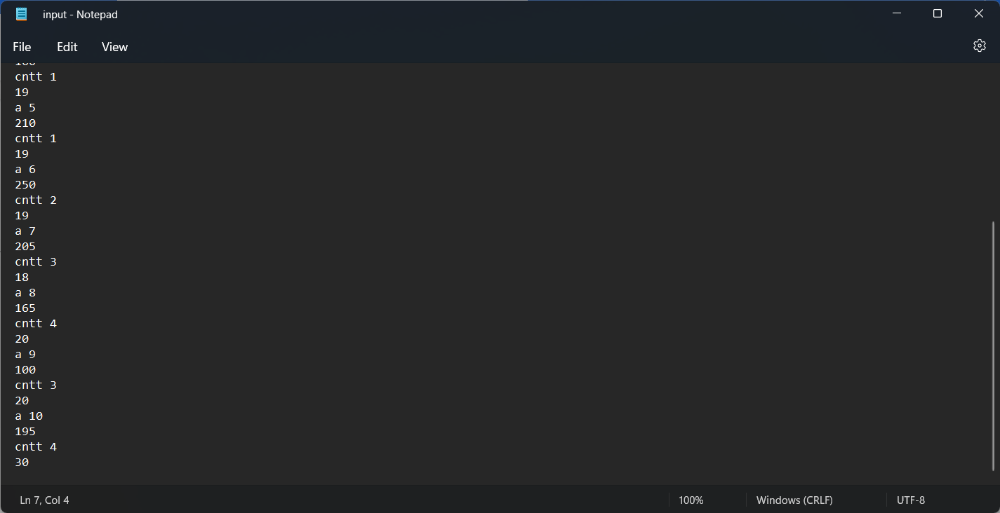 input - Notepad
File Edit View
cntt 1
19
a 5
210
cntt 1
19
a 6
250
cntt 2
19
a 7
205
cntt 3
18
a 8
165
cntt 4
20
a 9
100
cntt 3
20
a 10
195
cntt 4
30
Ln 7, Col 4 100% Windows (CRLF) UTF-8